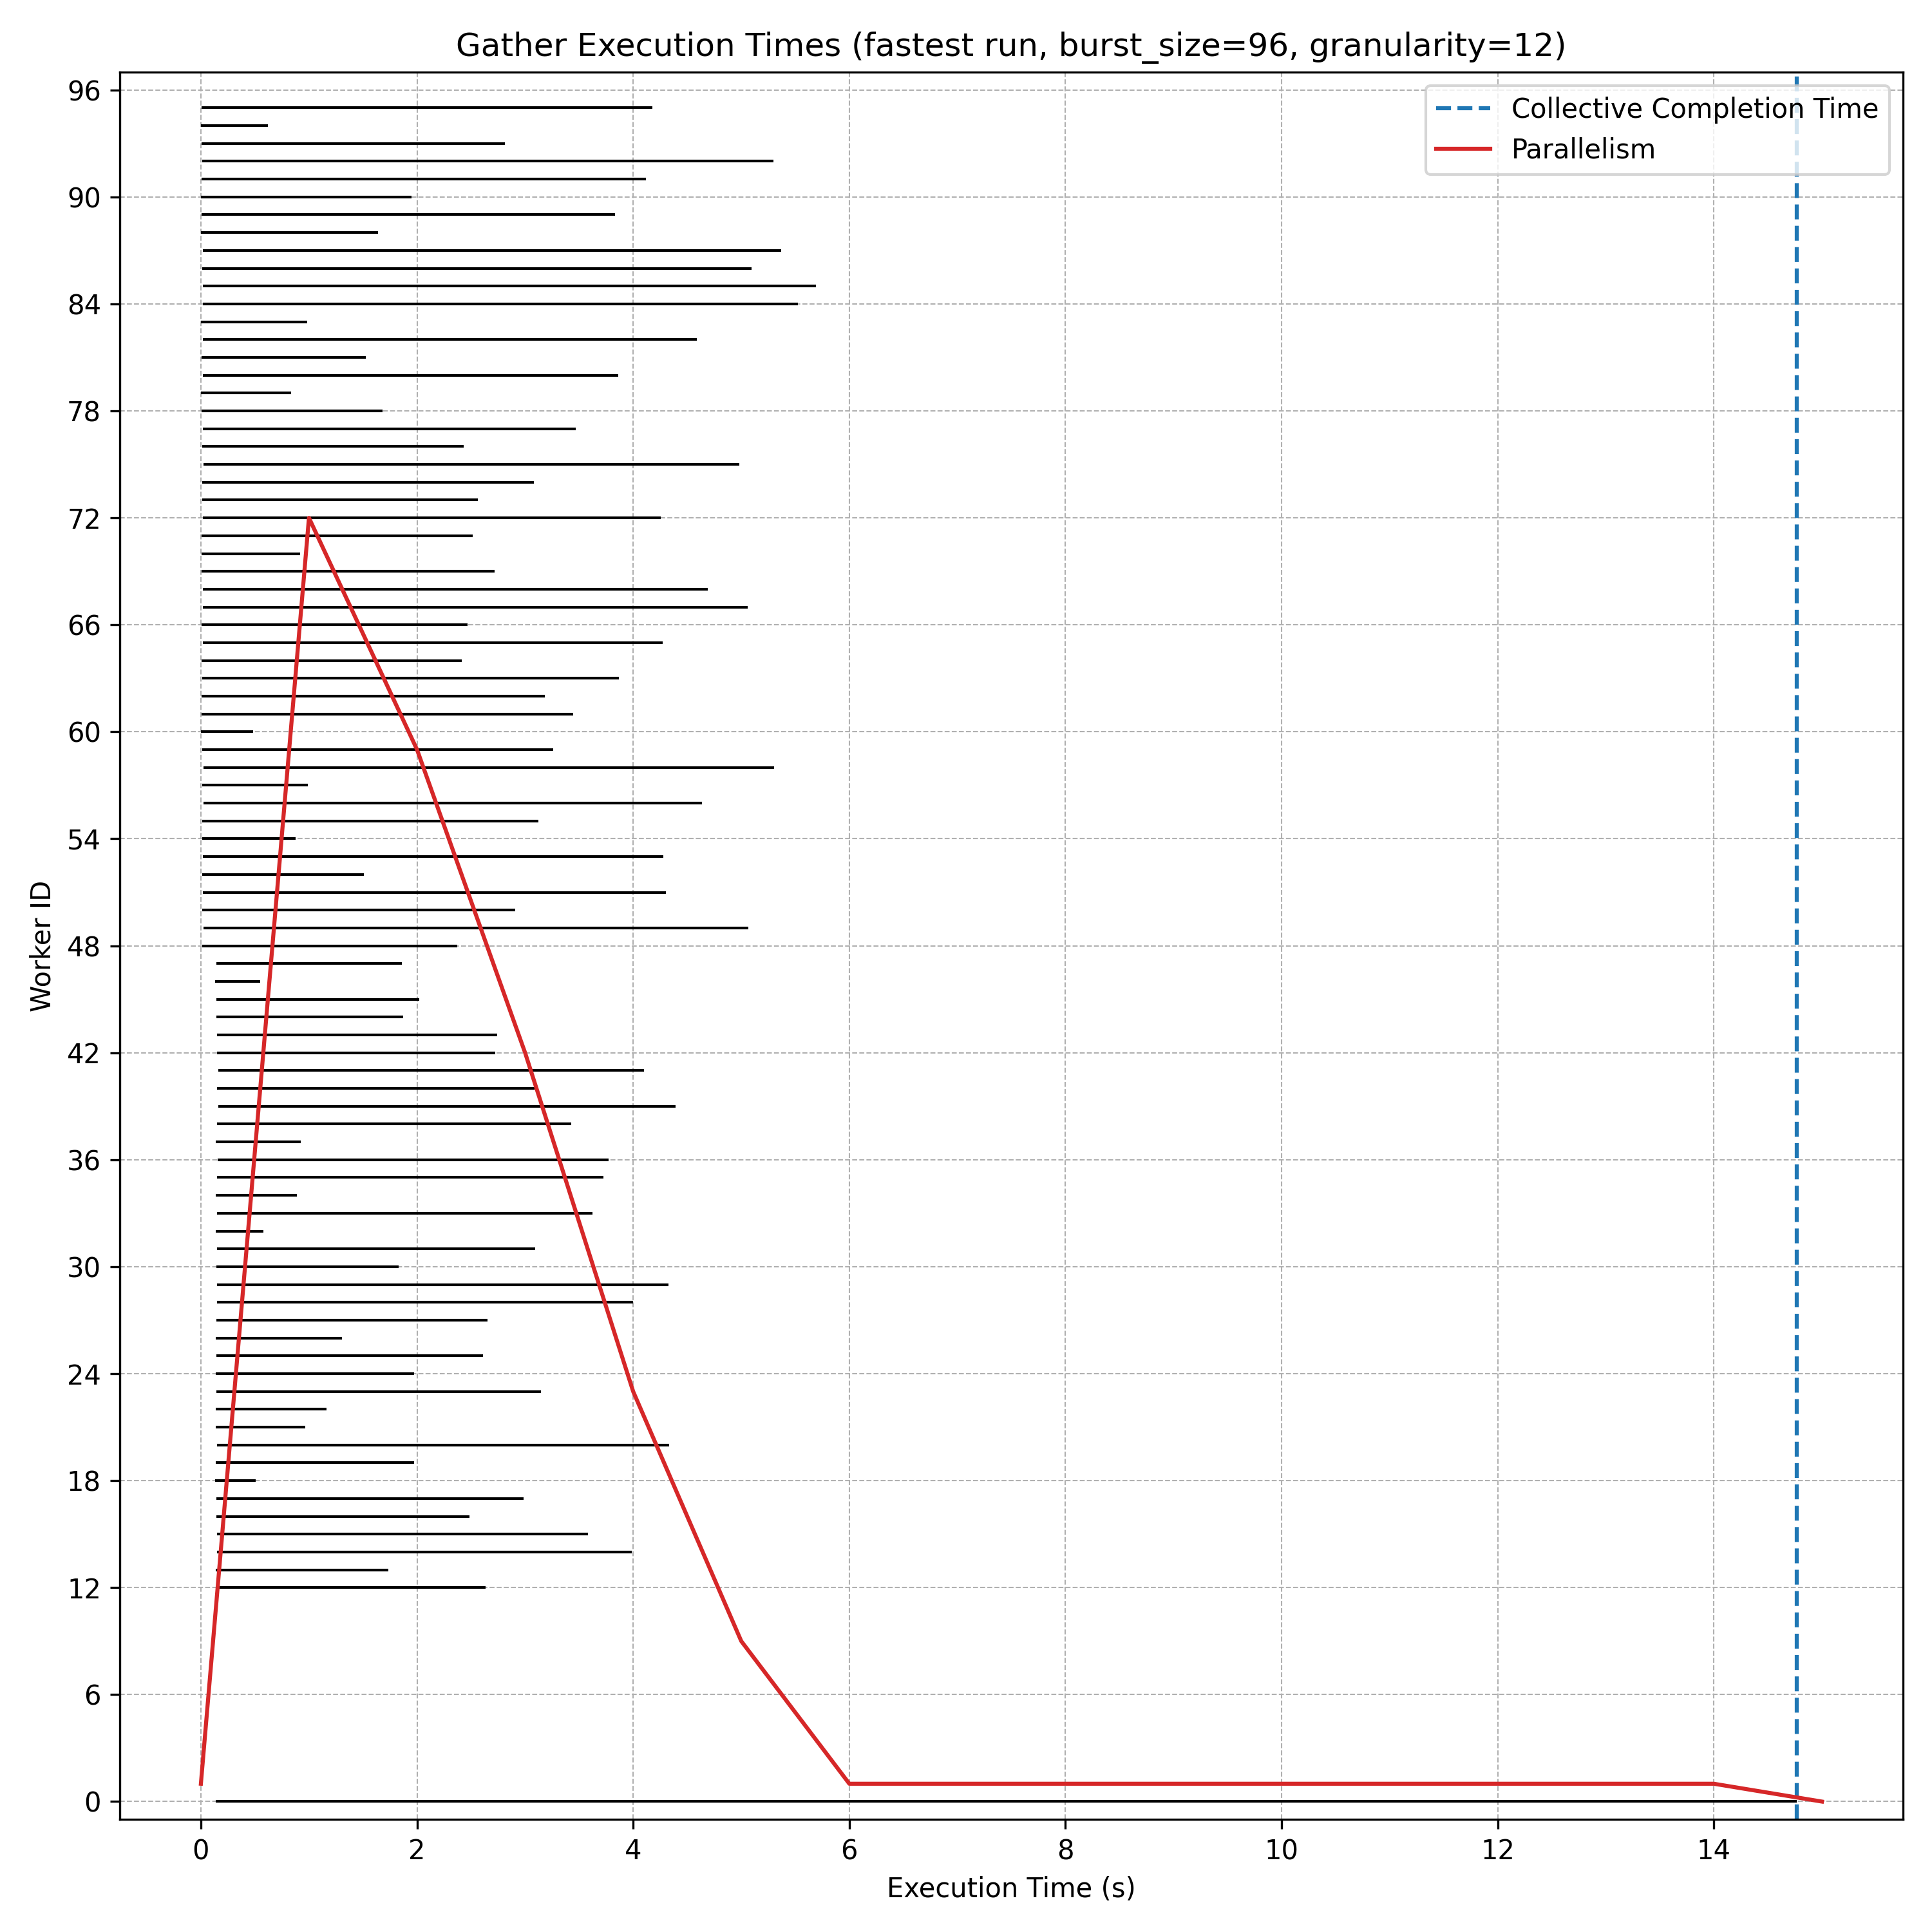 Gather Execution Times (fastest run, burst_size=96, granularity=12)
Collective Completion Time
Parallelism
96
90
84
78
72
66
60
54
48
42
36
30
24
18
12
6
0
Worker ID
0 2 4 6 8 10 12 14
Execution Time (s)